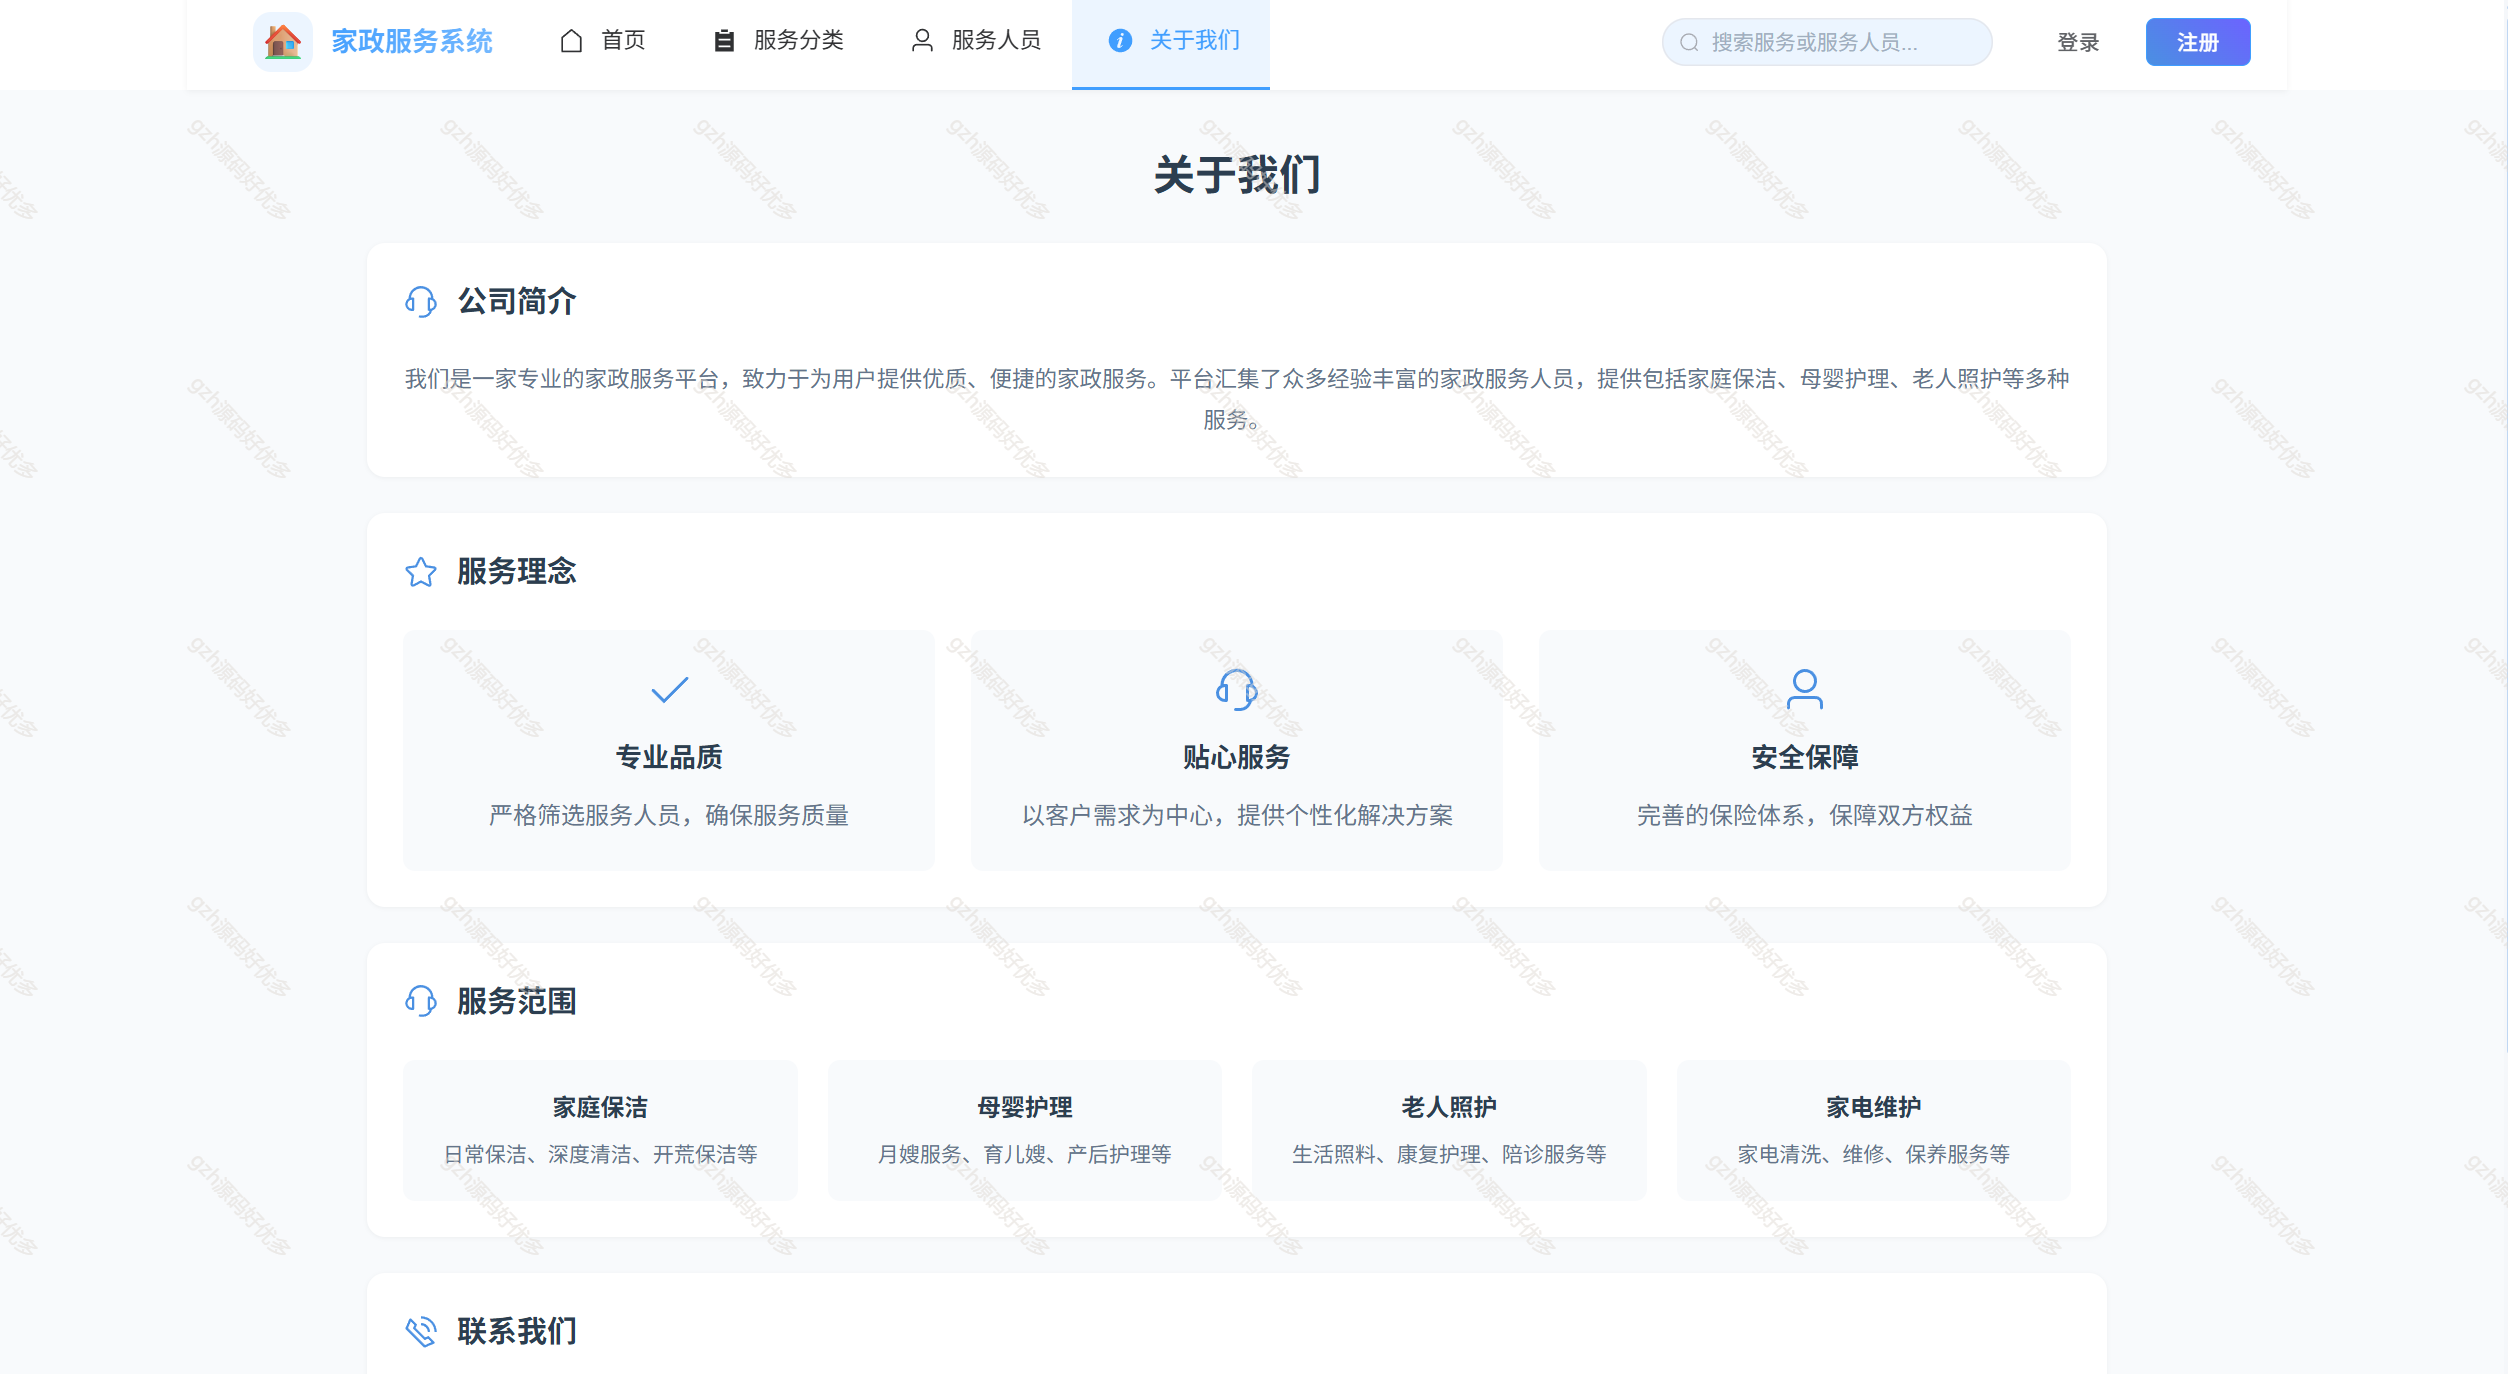 家政服务系统
首页
服务分类
服务人员
关于我们
搜索服务或服务人员...
登录
注册
关于我们
公司简介
我们是一家专业的家政服务平台，致力于为用户提供优质、便捷的家政服务。平台汇集了众多经验丰富的家政服务人员，提供包括家庭保洁、母婴护理、老人照护等多种
服务。
服务理念
专业品质
严格筛选服务人员，确保服务质量
贴心服务
以客户需求为中心，提供个性化解决方案
安全保障
完善的保险体系，保障双方权益
服务范围
家庭保洁
日常保洁、深度清洁、开荒保洁等
母婴护理
月嫂服务、育儿嫂、产后护理等
老人照护
生活照料、康复护理、陪诊服务等
家电维护
家电清洗、维修、保养服务等
联系我们
gzh源码好优多